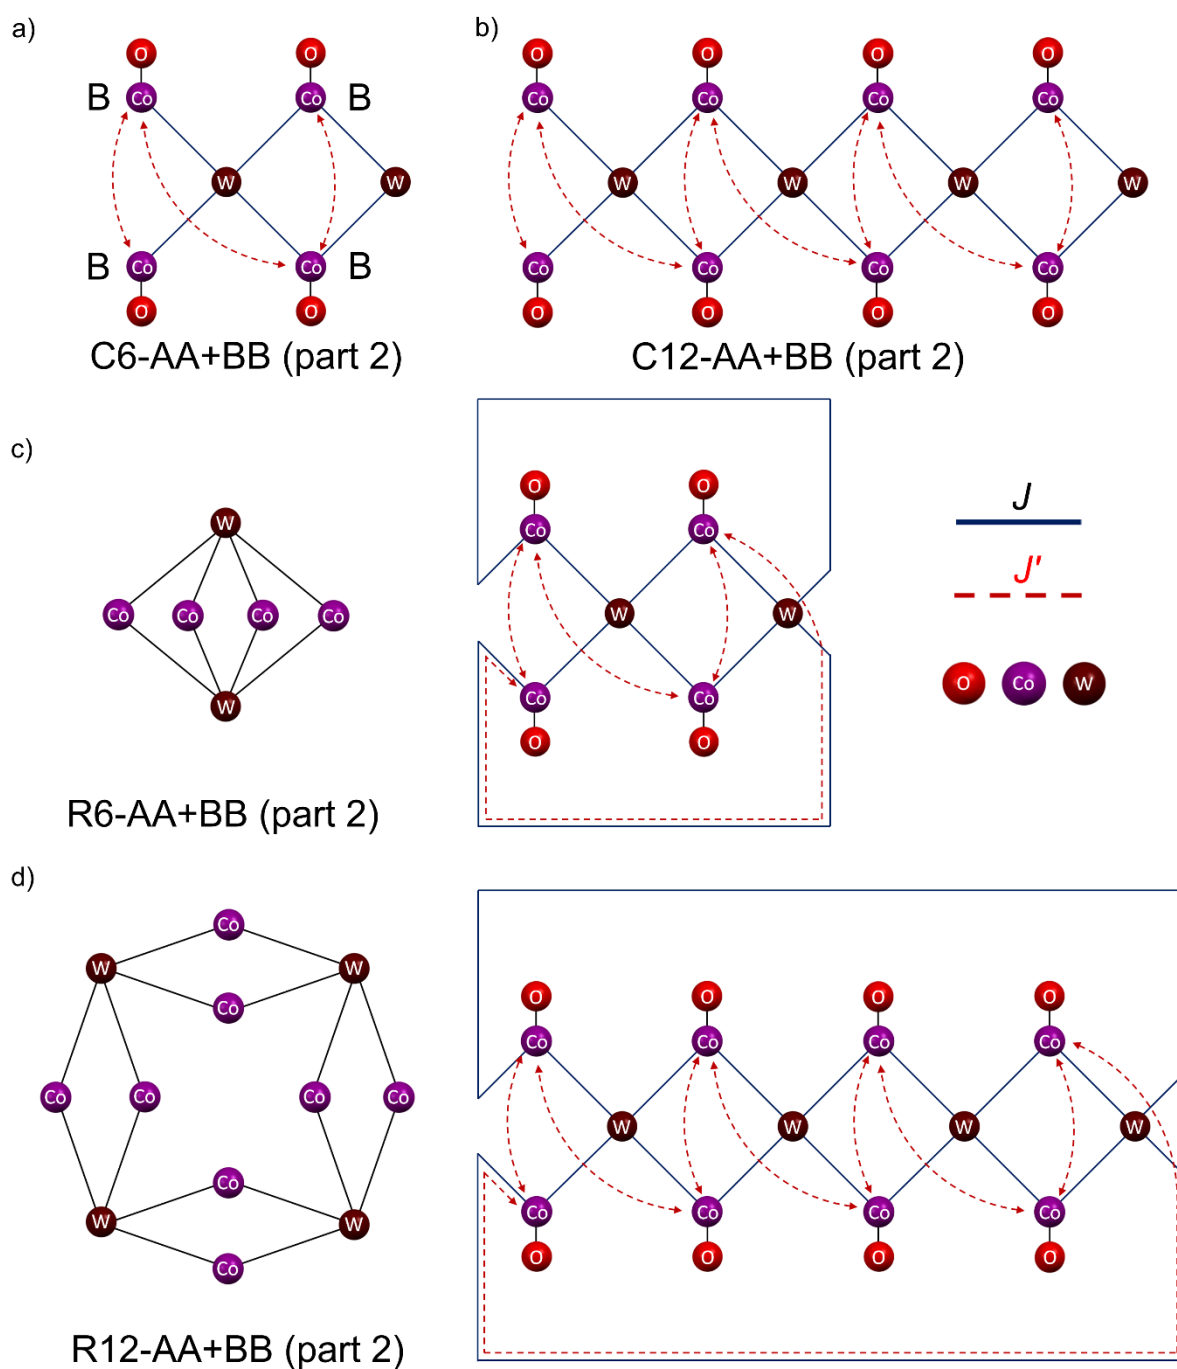 a)
b)
O O
O O O O
B Co Co B
Co Co Co Co
W W
W W W W
B Co Co B
Co Co Co Co
O O
O O O O
C6-AA+BB (part 2)
C12-AA+BB (part 2)
c)
O O
W
Co Co
Co Co Co Co
W W
W
Co Co
O O
J
J'
O Co W
R6-AA+BB (part 2)
d)
Co
W W
Co
Co Co Co Co
Co
W W
Co
O O O O
Co Co Co Co
W W W W
Co Co Co Co
O O O O
R12-AA+BB (part 2)